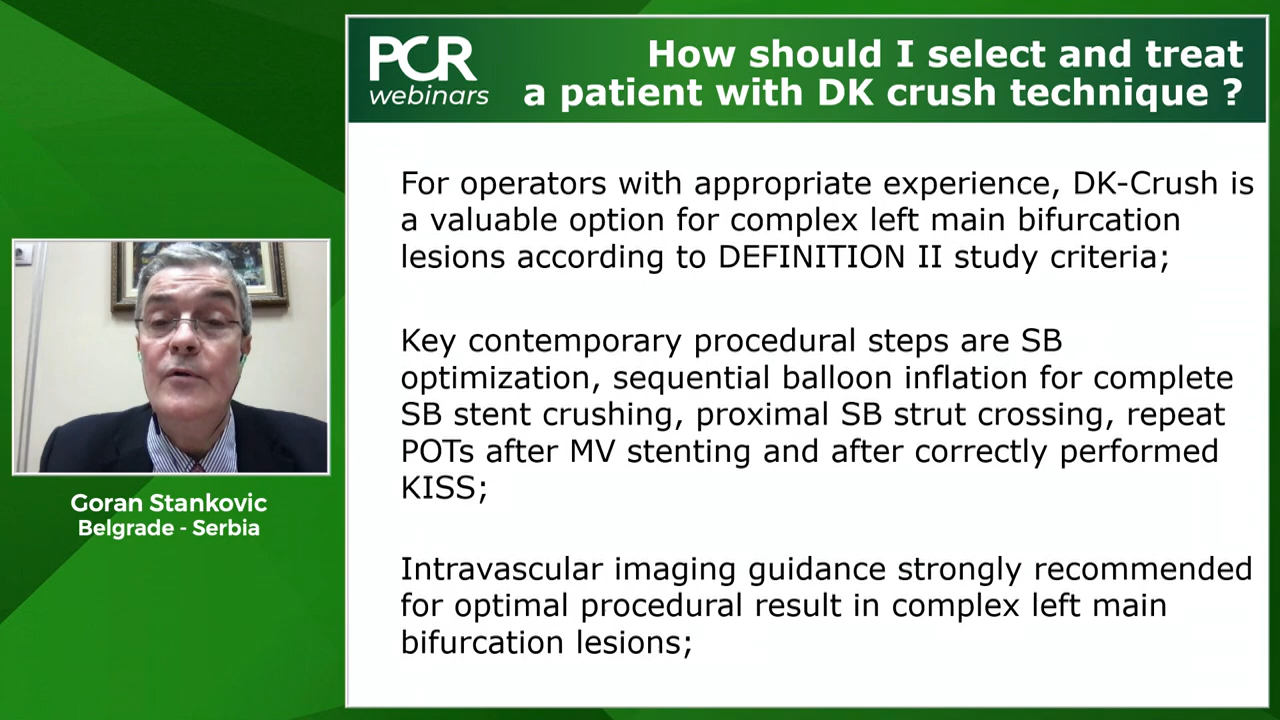 PCR
webinars
How should I select and treat
a patient with DK crush technique ?
For operators with appropriate experience, DK-Crush is
a valuable option for complex left main bifurcation
lesions according to DEFINITION II study criteria;
Key contemporary procedural steps are SB
optimization, sequential balloon inflation for complete
SB stent crushing, proximal SB strut crossing, repeat
POTs after MV stenting and after correctly performed
KISS;
Intravascular imaging guidance strongly recommended
for optimal procedural result in complex left main
bifurcation lesions;
Goran Stankovic
Belgrade - Serbia